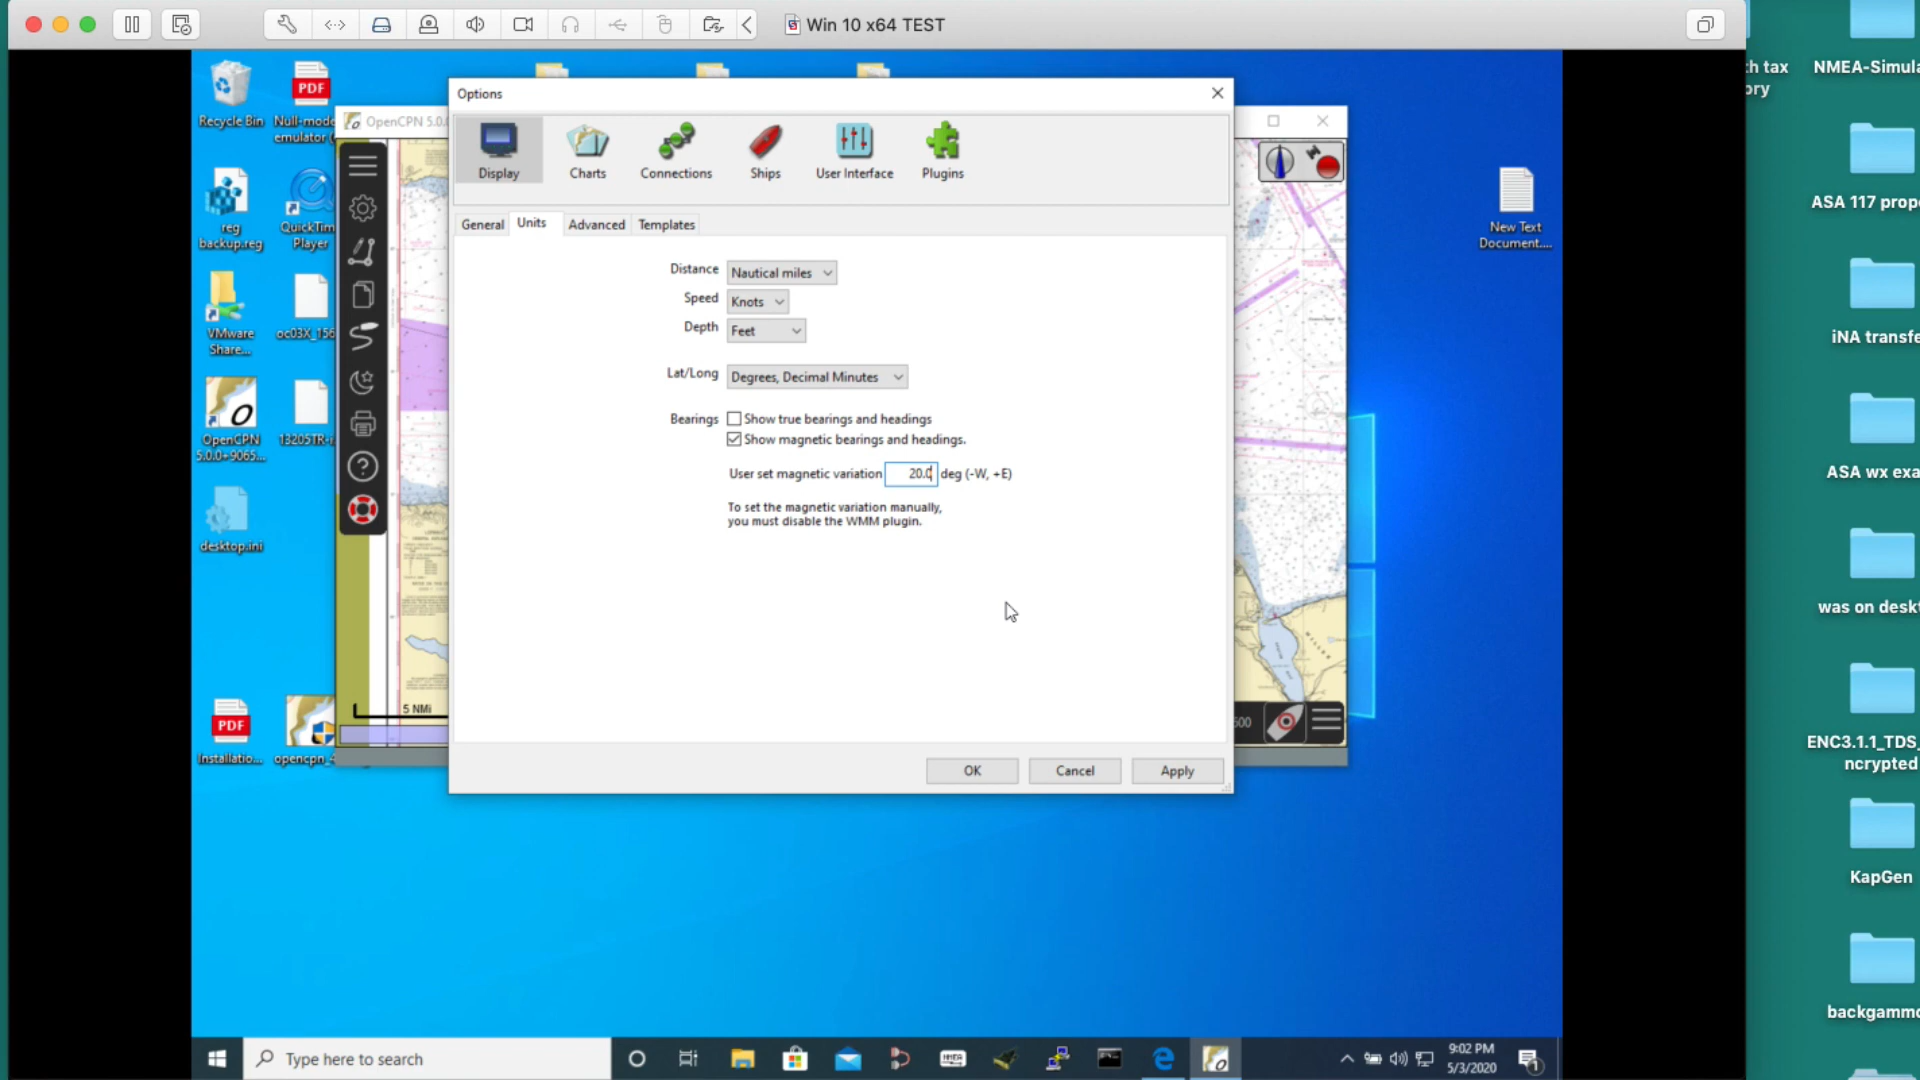 Win 10 x64 TEST
NMEA-Simula
ASA 117 prop
iNA transfe
ASA wx exa
was on deskt
ENC3.1.1_TDS_
ncrypted
KapGen
backgamm
Recycle Bin
PDF
Null-mode
emulator (
reg
backup.reg
QuickTim
Player
VMware
Share...
OpenCPN
5.0.0+9065...
desktop.ini
PDF
Installatio...
New Text
Document....
OpenCPN 5.0.
5 NMi
Options
Display
Charts
Connections
Ships
User Interface
Plugins
General
Units
Advanced
Templates
Distance
Nautical miles
Speed
Knots
Depth
Feet
Lat/Long
Degrees, Decimal Minutes
Bearings
Show true bearings and headings
Show magnetic bearings and headings.
User set magnetic variation
20.0
deg (-W, +E)
To set the magnetic variation manually,
you must disable the WMM plugin.
OK
Cancel
Apply
Type here to search
NMEA
9:02 PM
5/3/2020
1